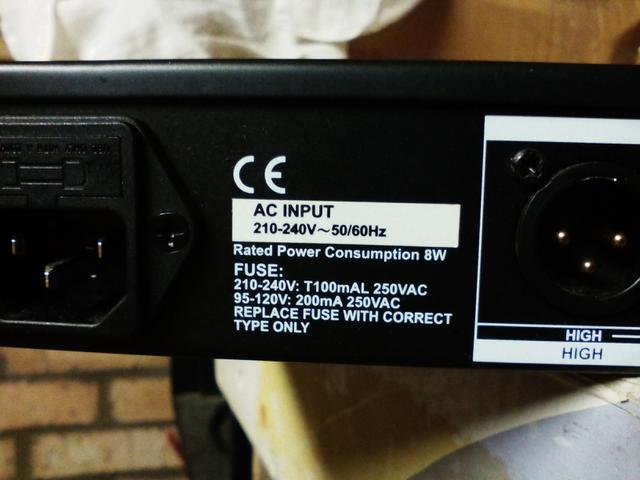 CE
AC INPUT
210-240V~50/60Hz
Rated Power Consumption 8W
FUSE:
210-240V: T100mAL 250VAC
95-120V: 200mA 250VAC
REPLACE FUSE WITH CORRECT
TYPE ONLY
HIGH
HIGH